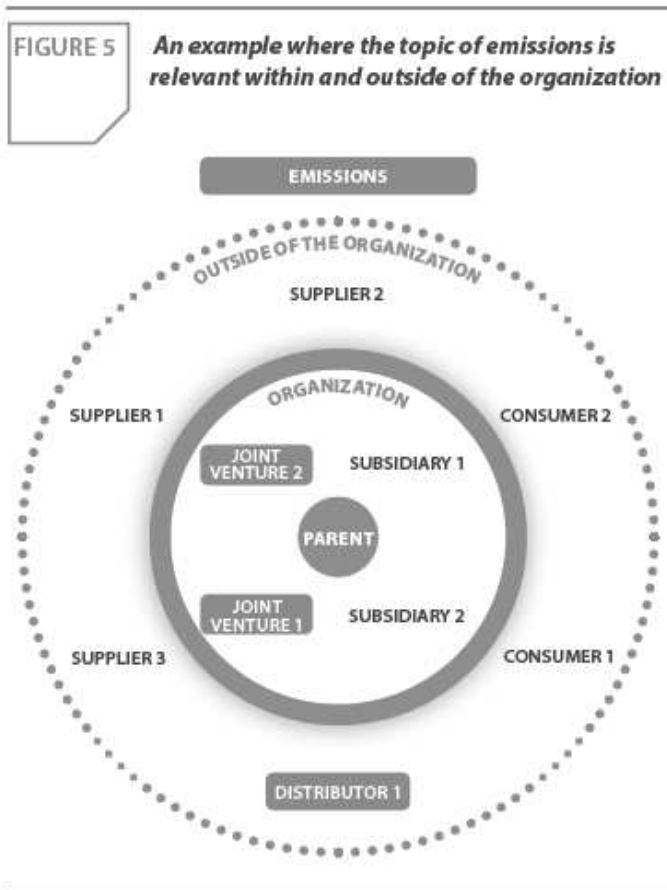 FIGURE 5
An example where the topic of emissions is
relevant within and outside of the organization
EMISSIONS
OUTSIDE OF THE ORGANIZATION
SUPPLIER 2
ORGANIZATION
SUPPLIER 1
CONSUMER 2
JOINT
VENTURE 2
SUBSIDIARY 1
PARENT
JOINT
VENTURE 1
SUBSIDIARY 2
SUPPLIER 3
CONSUMER 1
DISTRIBUTOR 1